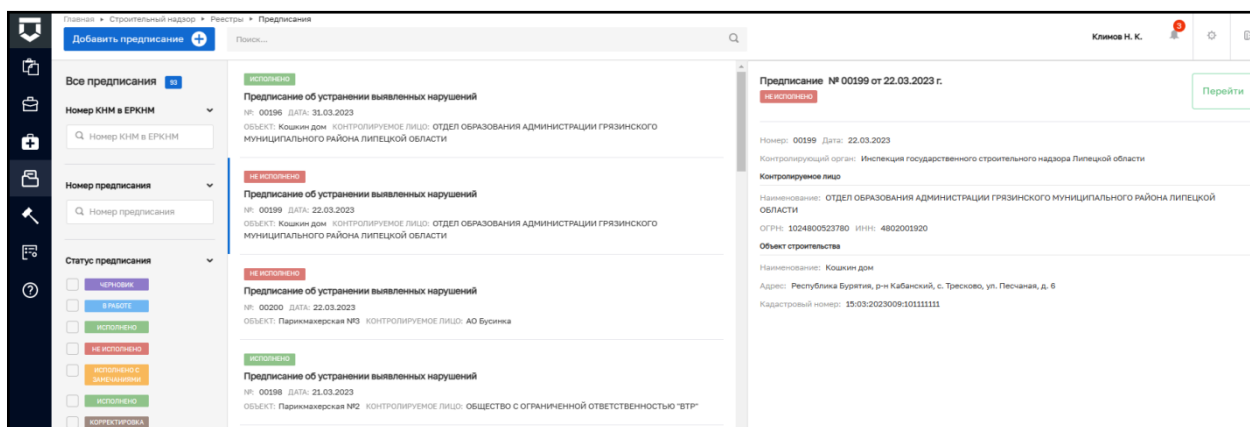 Главная ▸ Строительный надзор ▸ Реестры ▸ Предписания
Добавить предписание
Поиск...
Климов Н. К.
3
Все предписания 93
Номер КНМ в ЕРКНМ
Номер КНМ в ЕРКНМ
Номер предписания
Номер предписания
Статус предписания
ЧЕРНОВИК
В РАБОТЕ
ИСПОЛНЕНО
НЕ ИСПОЛНЕНО
ИСПОЛНЕНО С
ЗАМЕЧАНИЯМИ
ИСПОЛНЕНО
КОРРЕКТИРОВКА
ИСПОЛНЕНО
Предписание об устранении выявленных нарушений
№: 00196 ДАТА: 31.03.2023
ОБЪЕКТ: Кошкин дом КОНТРОЛИРУЕМОЕ ЛИЦО: ОТДЕЛ ОБРАЗОВАНИЯ АДМИНИСТРАЦИИ ГРЯЗИНСКОГО
МУНИЦИПАЛЬНОГО РАЙОНА ЛИПЕЦКОЙ ОБЛАСТИ
НЕ ИСПОЛНЕНО
Предписание об устранении выявленных нарушений
№: 00199 ДАТА: 22.03.2023
ОБЪЕКТ: Кошкин дом КОНТРОЛИРУЕМОЕ ЛИЦО: ОТДЕЛ ОБРАЗОВАНИЯ АДМИНИСТРАЦИИ ГРЯЗИНСКОГО
МУНИЦИПАЛЬНОГО РАЙОНА ЛИПЕЦКОЙ ОБЛАСТИ
НЕ ИСПОЛНЕНО
Предписание об устранении выявленных нарушений
№: 00200 ДАТА: 22.03.2023
ОБЪЕКТ: Парикмахерская №3 КОНТРОЛИРУЕМОЕ ЛИЦО: АО Бусинка
ИСПОЛНЕНО
Предписание об устранении выявленных нарушений
№: 00198 ДАТА: 21.03.2023
ОБЪЕКТ: Парикмахерская №2 КОНТРОЛИРУЕМОЕ ЛИЦО: ОБЩЕСТВО С ОГРАНИЧЕННОЙ ОТВЕТСТВЕННОСТЬЮ "ВТР"
Предписание № 00199 от 22.03.2023 г.
НЕ ИСПОЛНЕНО
Перейти
Номер: 00199 Дата: 22.03.2023
Контролирующий орган: Инспекция государственного строительного надзора Липецкой области
Контролируемое лицо
Наименование: ОТДЕЛ ОБРАЗОВАНИЯ АДМИНИСТРАЦИИ ГРЯЗИНСКОГО МУНИЦИПАЛЬНОГО РАЙОНА ЛИПЕЦКОЙ
ОБЛАСТИ
ОГРН: 1024800523780 ИНН: 4802001920
Объект строительства
Наименование: Кошкин дом
Адрес: Республика Бурятия, р-н Кабанский, с. Тресково, ул. Песчаная, д. 6
Кадастровый номер: 15:03:2023009:101111111